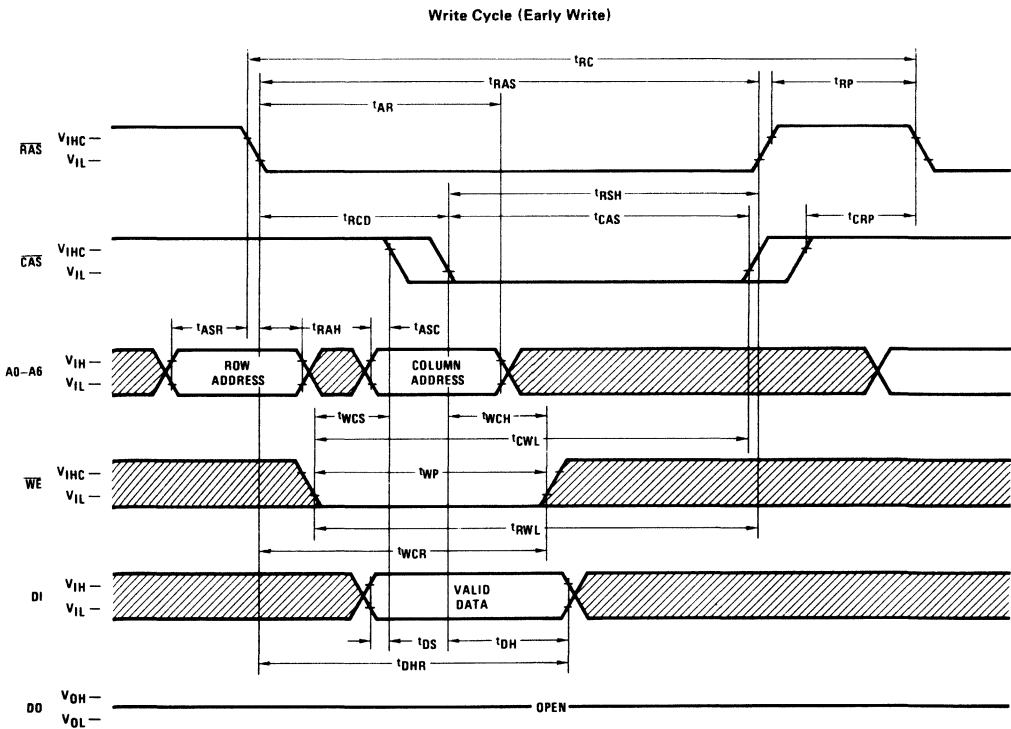 Write Cycle (Early Write)
tRC
tRAS
tRP
tAR
RAS
VIHC
VIL
tRSH
tRCD
tCAS
tCRP
CAS
VIHC
VIL
tASR
tRAH
tASC
A0–A6
VIH
VIL
ROW ADDRESS
COLUMN ADDRESS
tWCS
tWCH
tCWL
WE
VIHC
VIL
tWP
tRWL
tWCR
DI
VIH
VIL
VALID DATA
tDS
tDH
tDHR
DO
VOH
VOL
OPEN